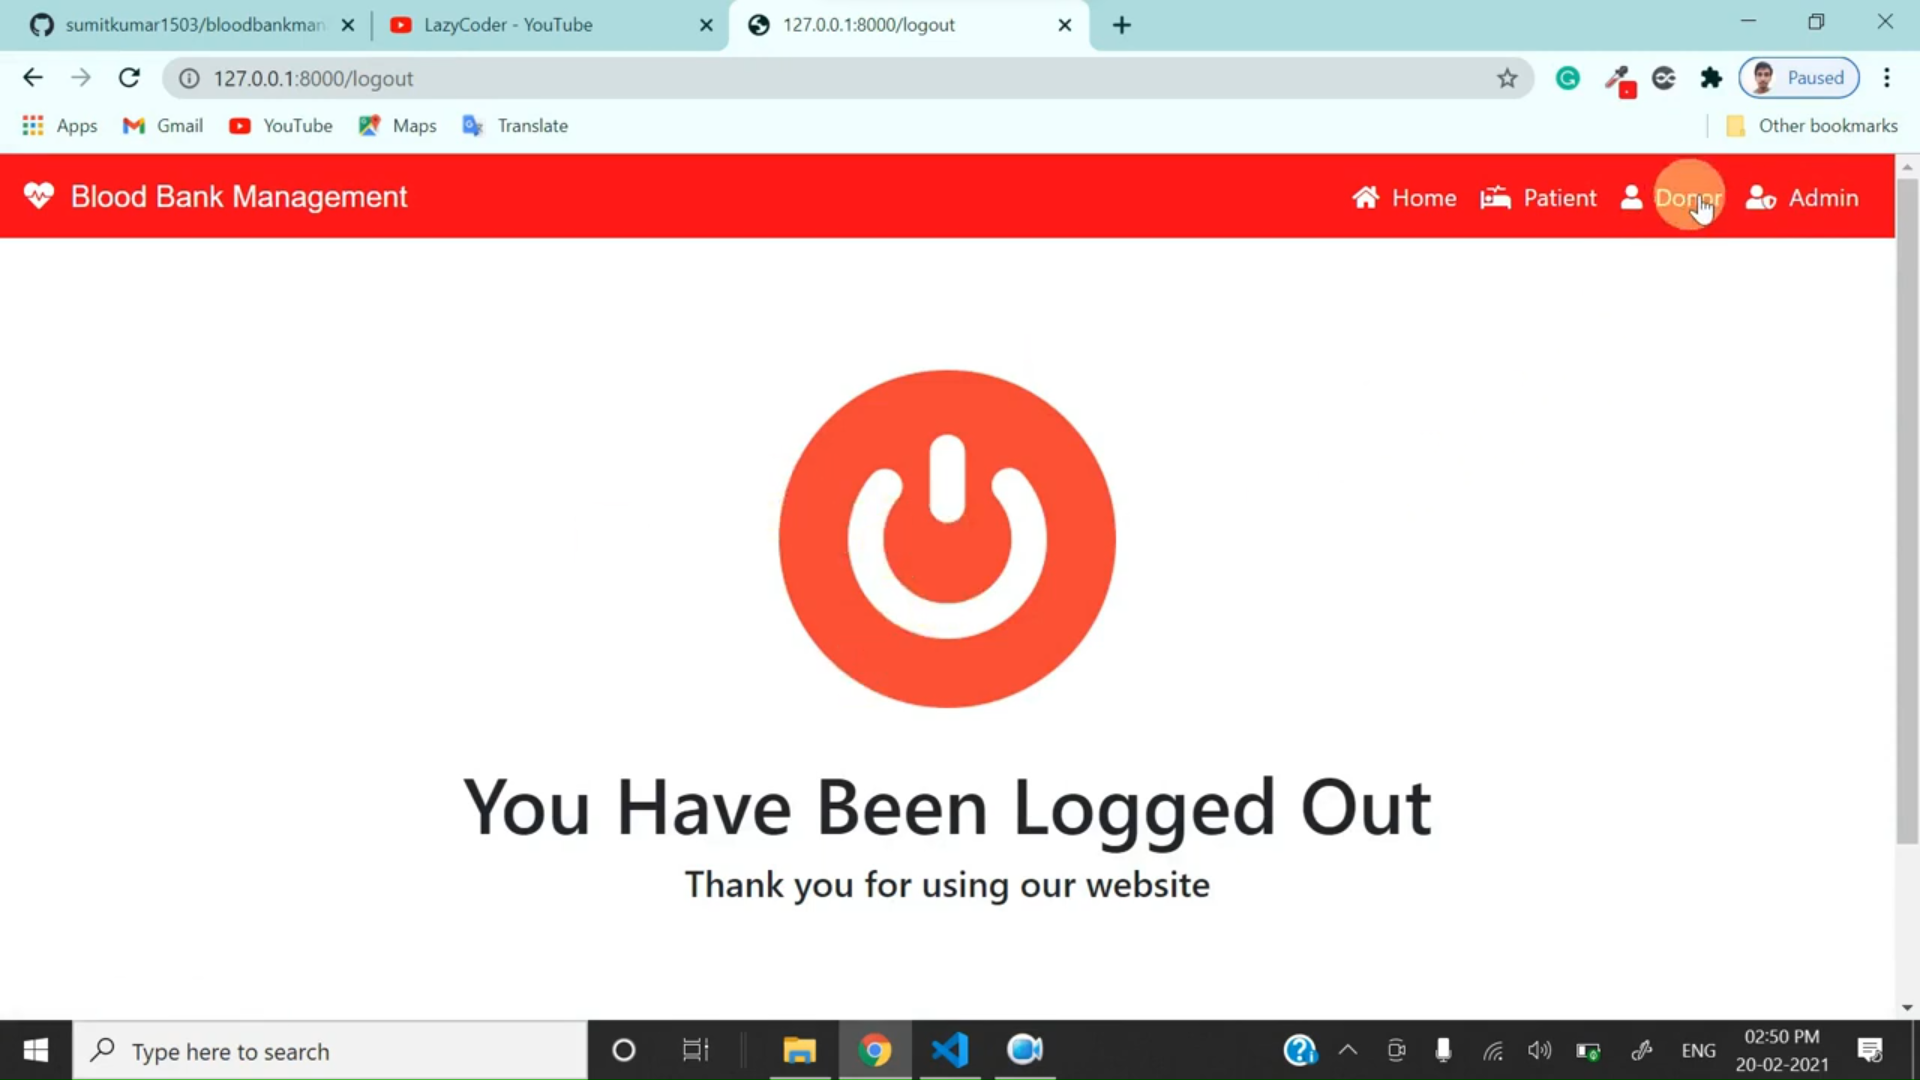 sumitkumar1503/bloodbankman
LazyCoder - YouTube
127.0.0.1:8000/logout
127.0.0.1:8000/logout
Paused
Apps
Gmail
YouTube
Maps
Translate
Other bookmarks
Blood Bank Management
Home
Patient
Donor
Admin
You Have Been Logged Out
Thank you for using our website
Type here to search
ENG
02:50 PM
20-02-2021